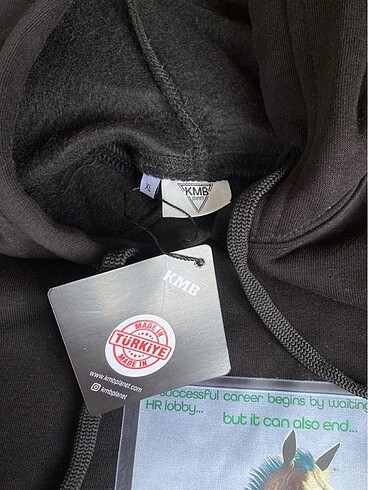 XL
KMB
KMB
MADE IN
TÜRKİYE
MADE IN
www.kmbplanet.com
kmbplanet
successful career begins by waiting
HR lobby...
but it can also end...